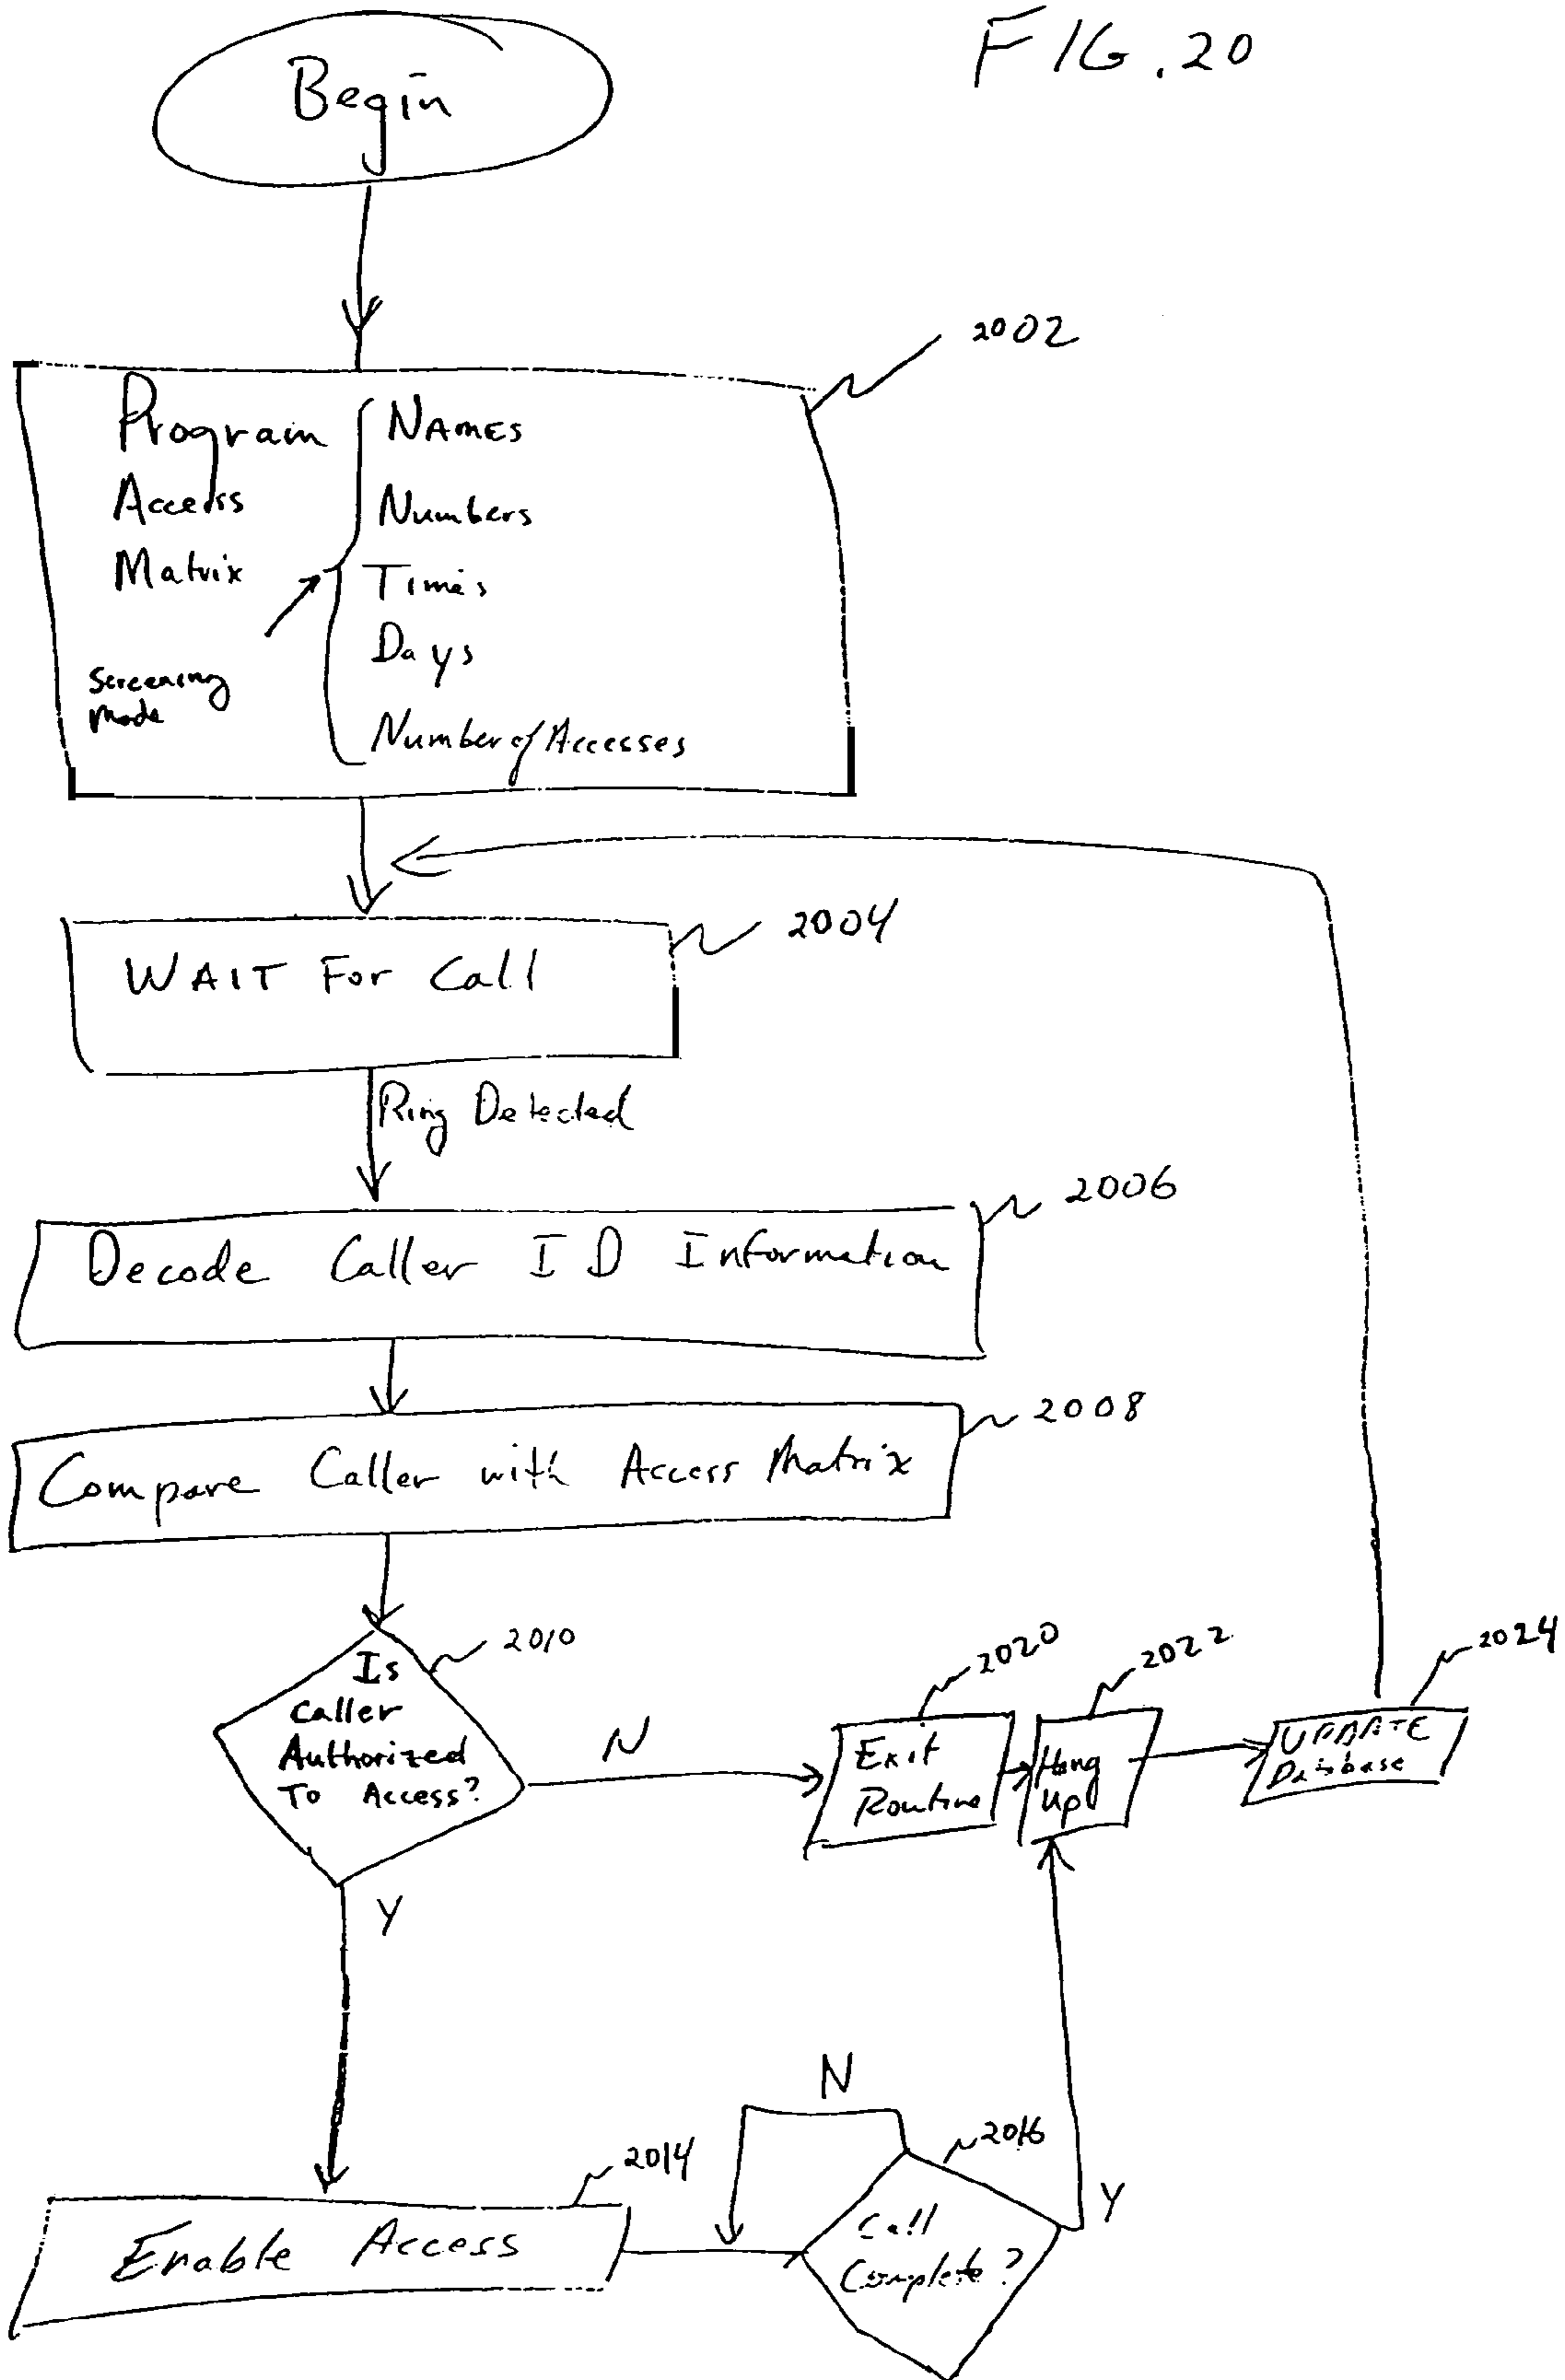 FIG. 20
Begin
2002
Program
Access
Matrix
Screening
Mode
NAMES
Numbers
Times
Days
Number of Accesses
2004
WAIT For Call
Ring Detected
2006
Decode Caller ID Information
2008
Compare Caller with Access Matrix
2010
Is
Caller
Authorized
To Access?
N
2020
Exit
Routine
2022
Hang
Up
2024
UPDATE
Database
Y
2014
Enable Access
N
2016
Call
Complete?
Y